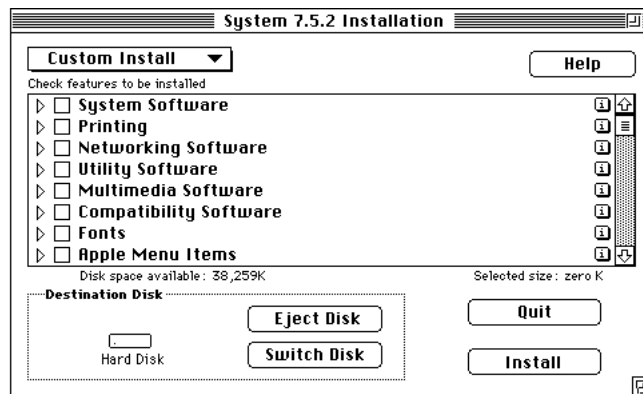 System 7.5.2 Installation
Custom Install
Help
Check features to be installed
System Software
Printing
Networking Software
Utility Software
Multimedia Software
Compatibility Software
Fonts
Apple Menu Items
Disk space available: 38,259K
Selected size: zero K
Destination Disk
Eject Disk
Quit
Hard Disk
Switch Disk
Install